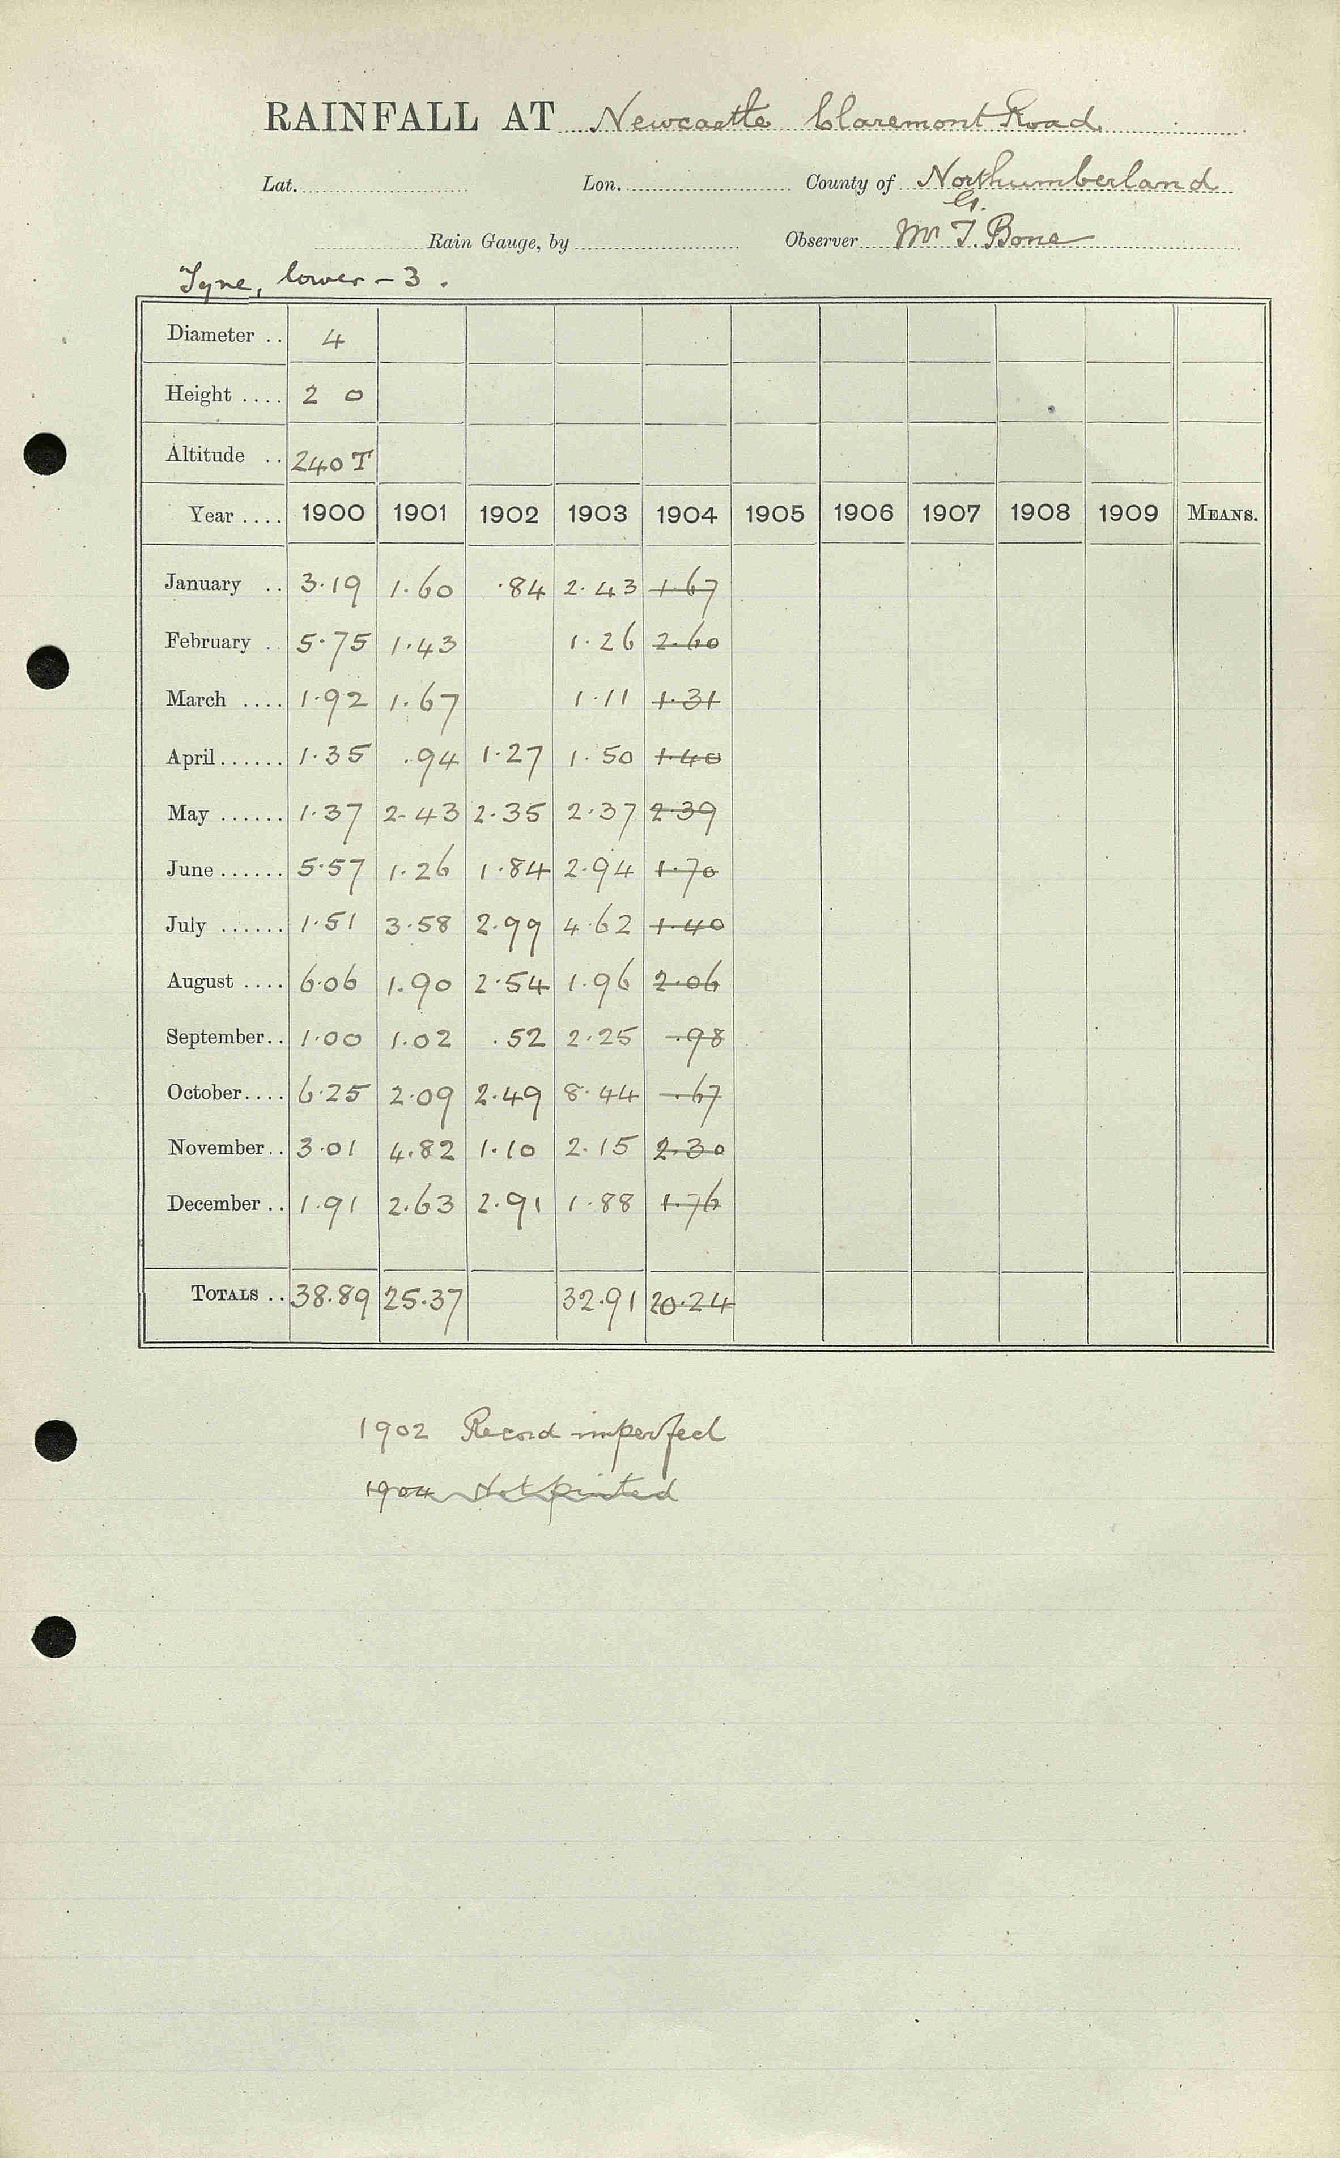 RAINFALL AT Newcastle Claremont Road
Lat. Lon. County of Northumberland
G.
Rain Gauge, by Observer Mr T. Bone
Tyne, lower - 3.
Diameter .. 4
Height .... 2 0
Altitude .. 240 T
Year .... 1900 1901 1902 1903 1904 1905 1906 1907 1908 1909 MEANS.
January .. 3.19 1.60 .84 2.43 1.67
February .. 5.75 1.43 1.26 2.60
March .... 1.92 1.67 1.11 1.31
April ...... 1.35 .94 1.27 1.50 1.40
May ...... 1.37 2.43 2.35 2.37 2.39
June ...... 5.57 1.26 1.84 2.94 1.70
July ...... 1.51 3.58 2.99 4.62 1.40
August .... 6.06 1.90 2.54 1.96 2.06
September .. 1.00 1.02 .52 2.25 .98
October .... 6.25 2.09 2.49 8.44 .67
November .. 3.01 4.82 1.10 2.15 2.30
December .. 1.91 2.63 2.91 1.88 1.76
TOTALS .. 38.89 25.37 32.91 20.24
1902 Record imperfect
1904 Not printed